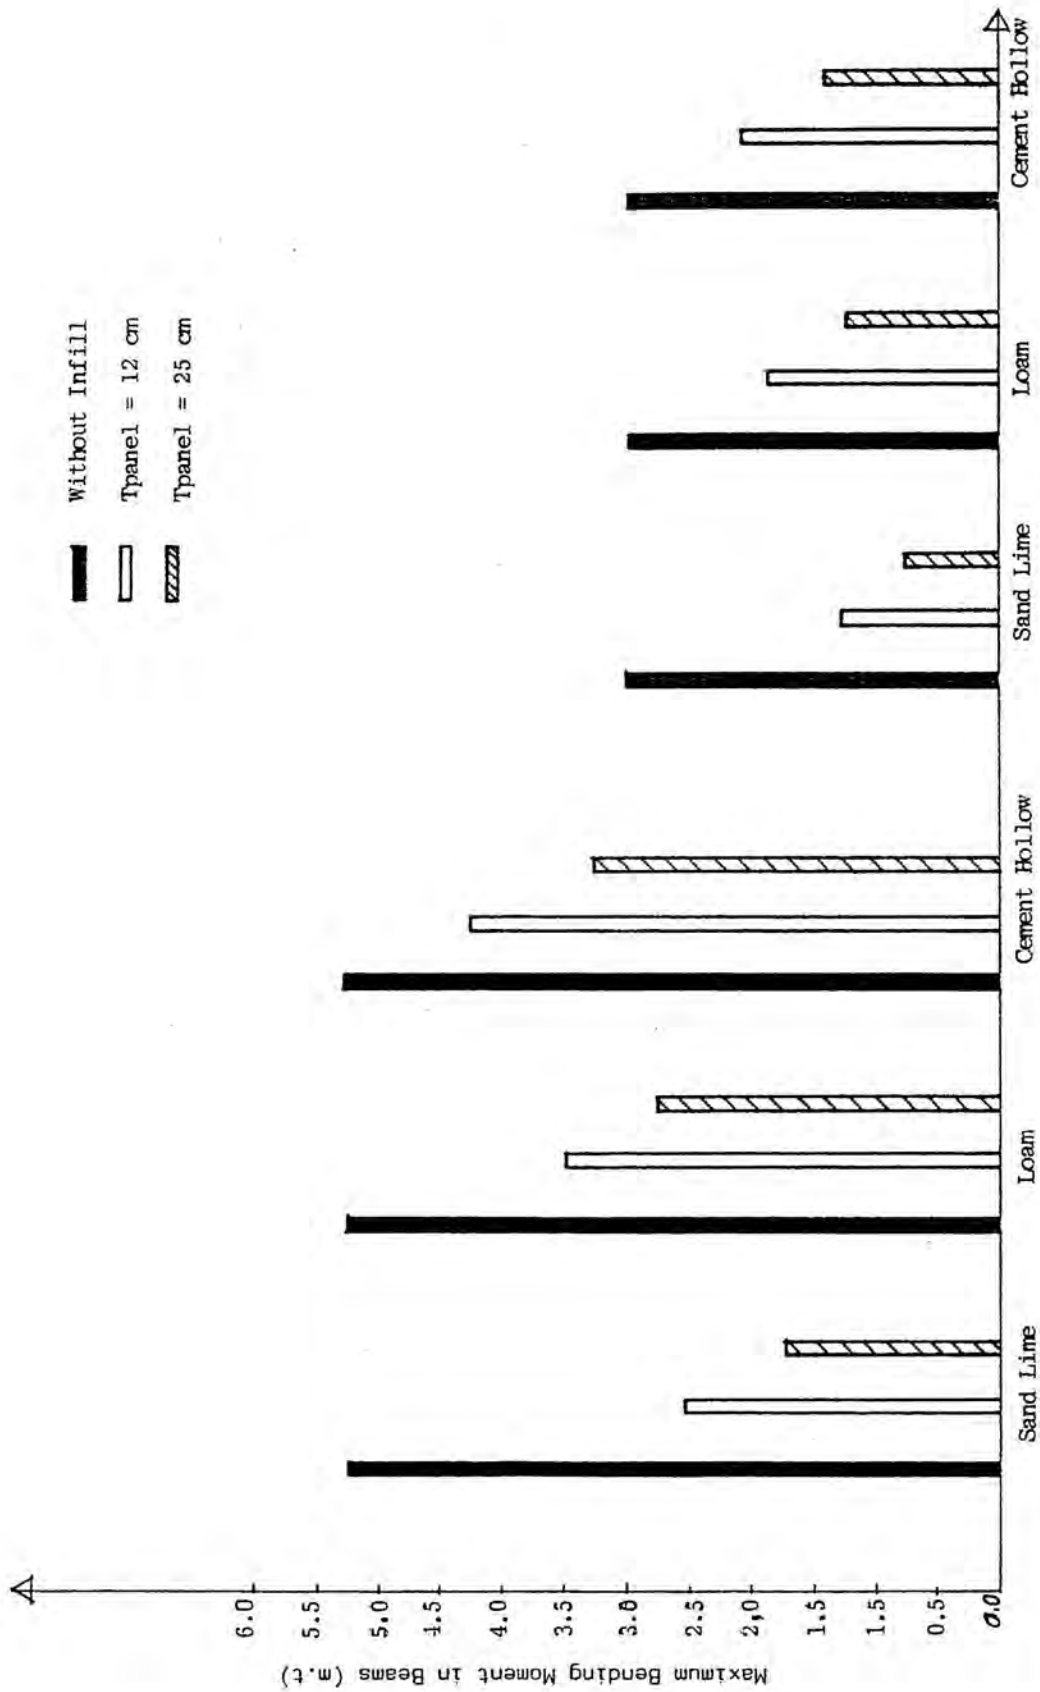 Without Infill
Tpanel = 12 cm
Tpanel = 25 cm
Maximum Bending Moment in Beams (m.t)
6.0
5.5
5.0
4.5
4.0
3.5
3.0
2.5
2,0
1.5
1.5
0.5
0.0
Sand Lime
Loam
Cement Hollow
Sand Lime
Loam
Cement Hollow